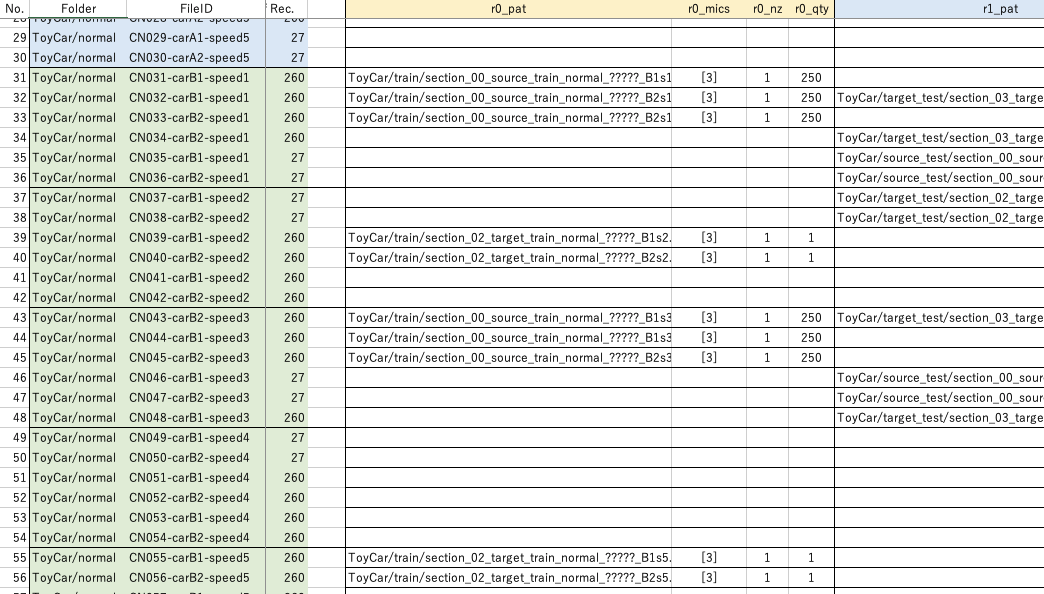 No. Folder FileID Rec. r0_pat r0_mics r0_nz r0_qty r1_pat
29 ToyCar/normal CN029-carA1-speed5 27
30 ToyCar/normal CN030-carA2-speed5 27
31 ToyCar/normal CN031-carB1-speed1 260 ToyCar/train/section_00_source_train_normal_?????_B1s1 [3] 1 250
32 ToyCar/normal CN032-carB1-speed1 260 ToyCar/train/section_00_source_train_normal_?????_B2s1 [3] 1 250 ToyCar/target_test/section_03_targe
33 ToyCar/normal CN033-carB2-speed1 260 ToyCar/train/section_00_source_train_normal_?????_B2s1 [3] 1 250
34 ToyCar/normal CN034-carB2-speed1 260 ToyCar/target_test/section_03_targe
35 ToyCar/normal CN035-carB1-speed1 27 ToyCar/source_test/section_00_sour
36 ToyCar/normal CN036-carB2-speed1 27 ToyCar/source_test/section_00_sour
37 ToyCar/normal CN037-carB1-speed2 27 ToyCar/target_test/section_02_targe
38 ToyCar/normal CN038-carB2-speed2 27 ToyCar/target_test/section_02_targe
39 ToyCar/normal CN039-carB1-speed2 260 ToyCar/train/section_02_target_train_normal_?????_B1s2. [3] 1 1
40 ToyCar/normal CN040-carB2-speed2 260 ToyCar/train/section_02_target_train_normal_?????_B2s2. [3] 1 1
41 ToyCar/normal CN041-carB1-speed2 260
42 ToyCar/normal CN042-carB2-speed2 260
43 ToyCar/normal CN043-carB1-speed3 260 ToyCar/train/section_00_source_train_normal_?????_B1s3 [3] 1 250 ToyCar/target_test/section_03_targe
44 ToyCar/normal CN044-carB1-speed3 260 ToyCar/train/section_00_source_train_normal_?????_B1s3 [3] 1 250
45 ToyCar/normal CN045-carB2-speed3 260 ToyCar/train/section_00_source_train_normal_?????_B2s3 [3] 1 250
46 ToyCar/normal CN046-carB1-speed3 27 ToyCar/source_test/section_00_sour
47 ToyCar/normal CN047-carB2-speed3 27 ToyCar/source_test/section_00_sour
48 ToyCar/normal CN048-carB1-speed3 260 ToyCar/target_test/section_03_targe
49 ToyCar/normal CN049-carB1-speed4 27
50 ToyCar/normal CN050-carB2-speed4 27
51 ToyCar/normal CN051-carB1-speed4 260
52 ToyCar/normal CN052-carB2-speed4 260
53 ToyCar/normal CN053-carB1-speed4 260
54 ToyCar/normal CN054-carB2-speed4 260
55 ToyCar/normal CN055-carB1-speed5 260 ToyCar/train/section_02_target_train_normal_?????_B1s5. [3] 1 1
56 ToyCar/normal CN056-carB2-speed5 260 ToyCar/train/section_02_target_train_normal_?????_B2s5. [3] 1 1